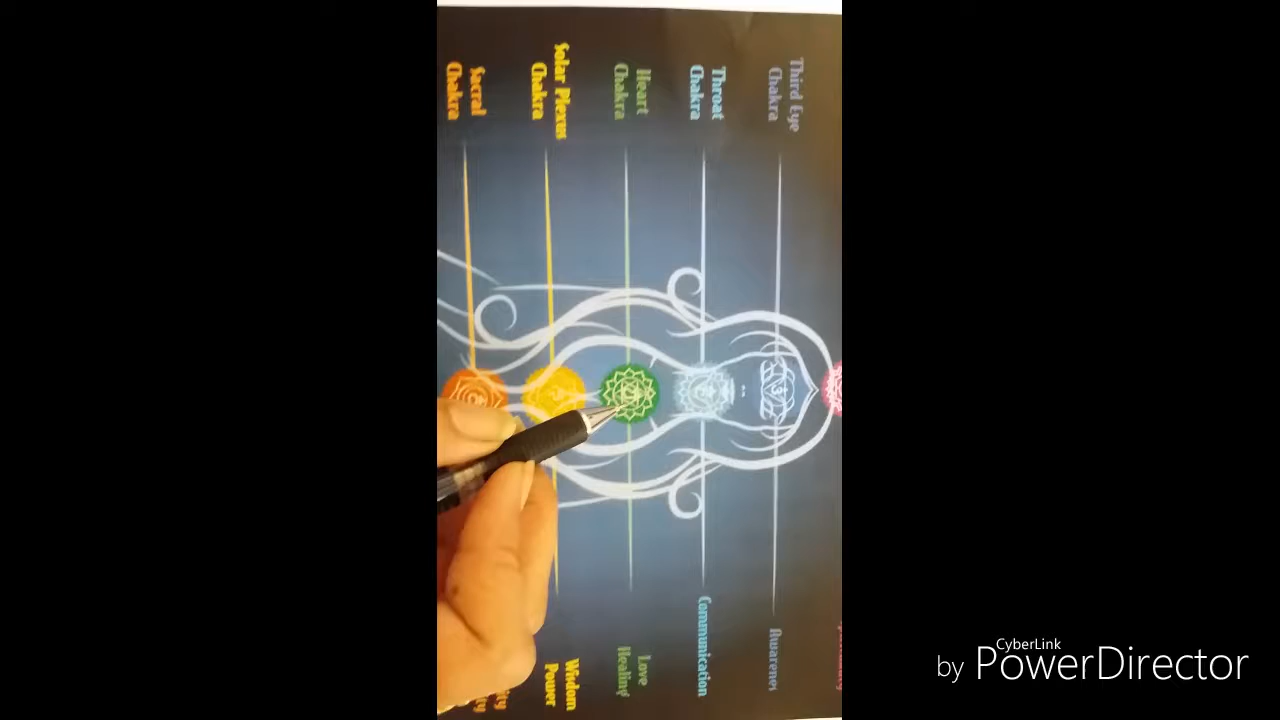 Third Eye
Chakra
Throat
Chakra
Heart
Chakra
Solar Plexus
Chakra
Sacral
Chakra
Communication
Love
Healing
Wisdom
Power
CyberLink
by PowerDirector